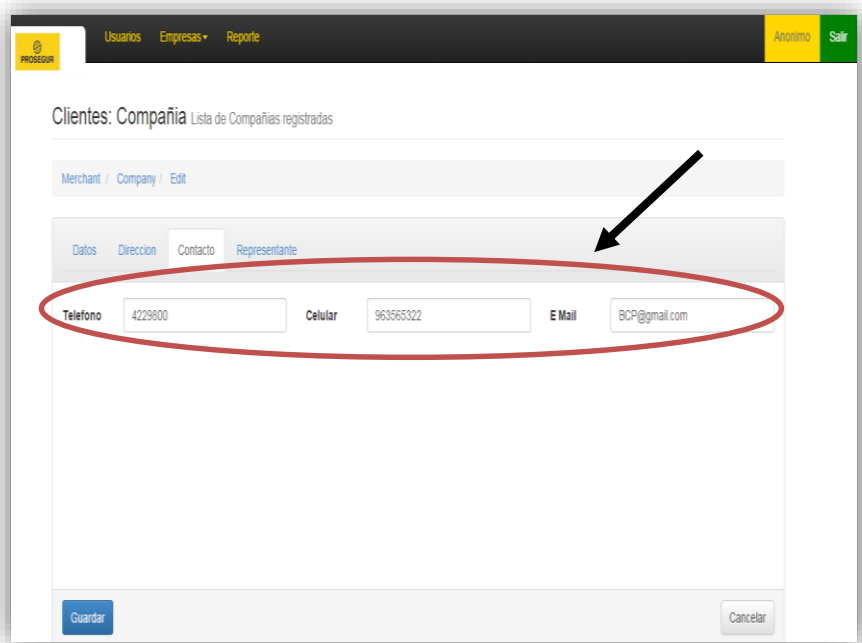 Usuarios Empresas Reporte Anonimo Salir
PROSEGUR
Clientes: Compañia Lista de Compañias registradas
Merchant / Company / Edit
Datos Direccion Contacto Representante
Telefono 4229800 Celular 963565322 E Mail BCP@gmail.com
Guardar Cancelar